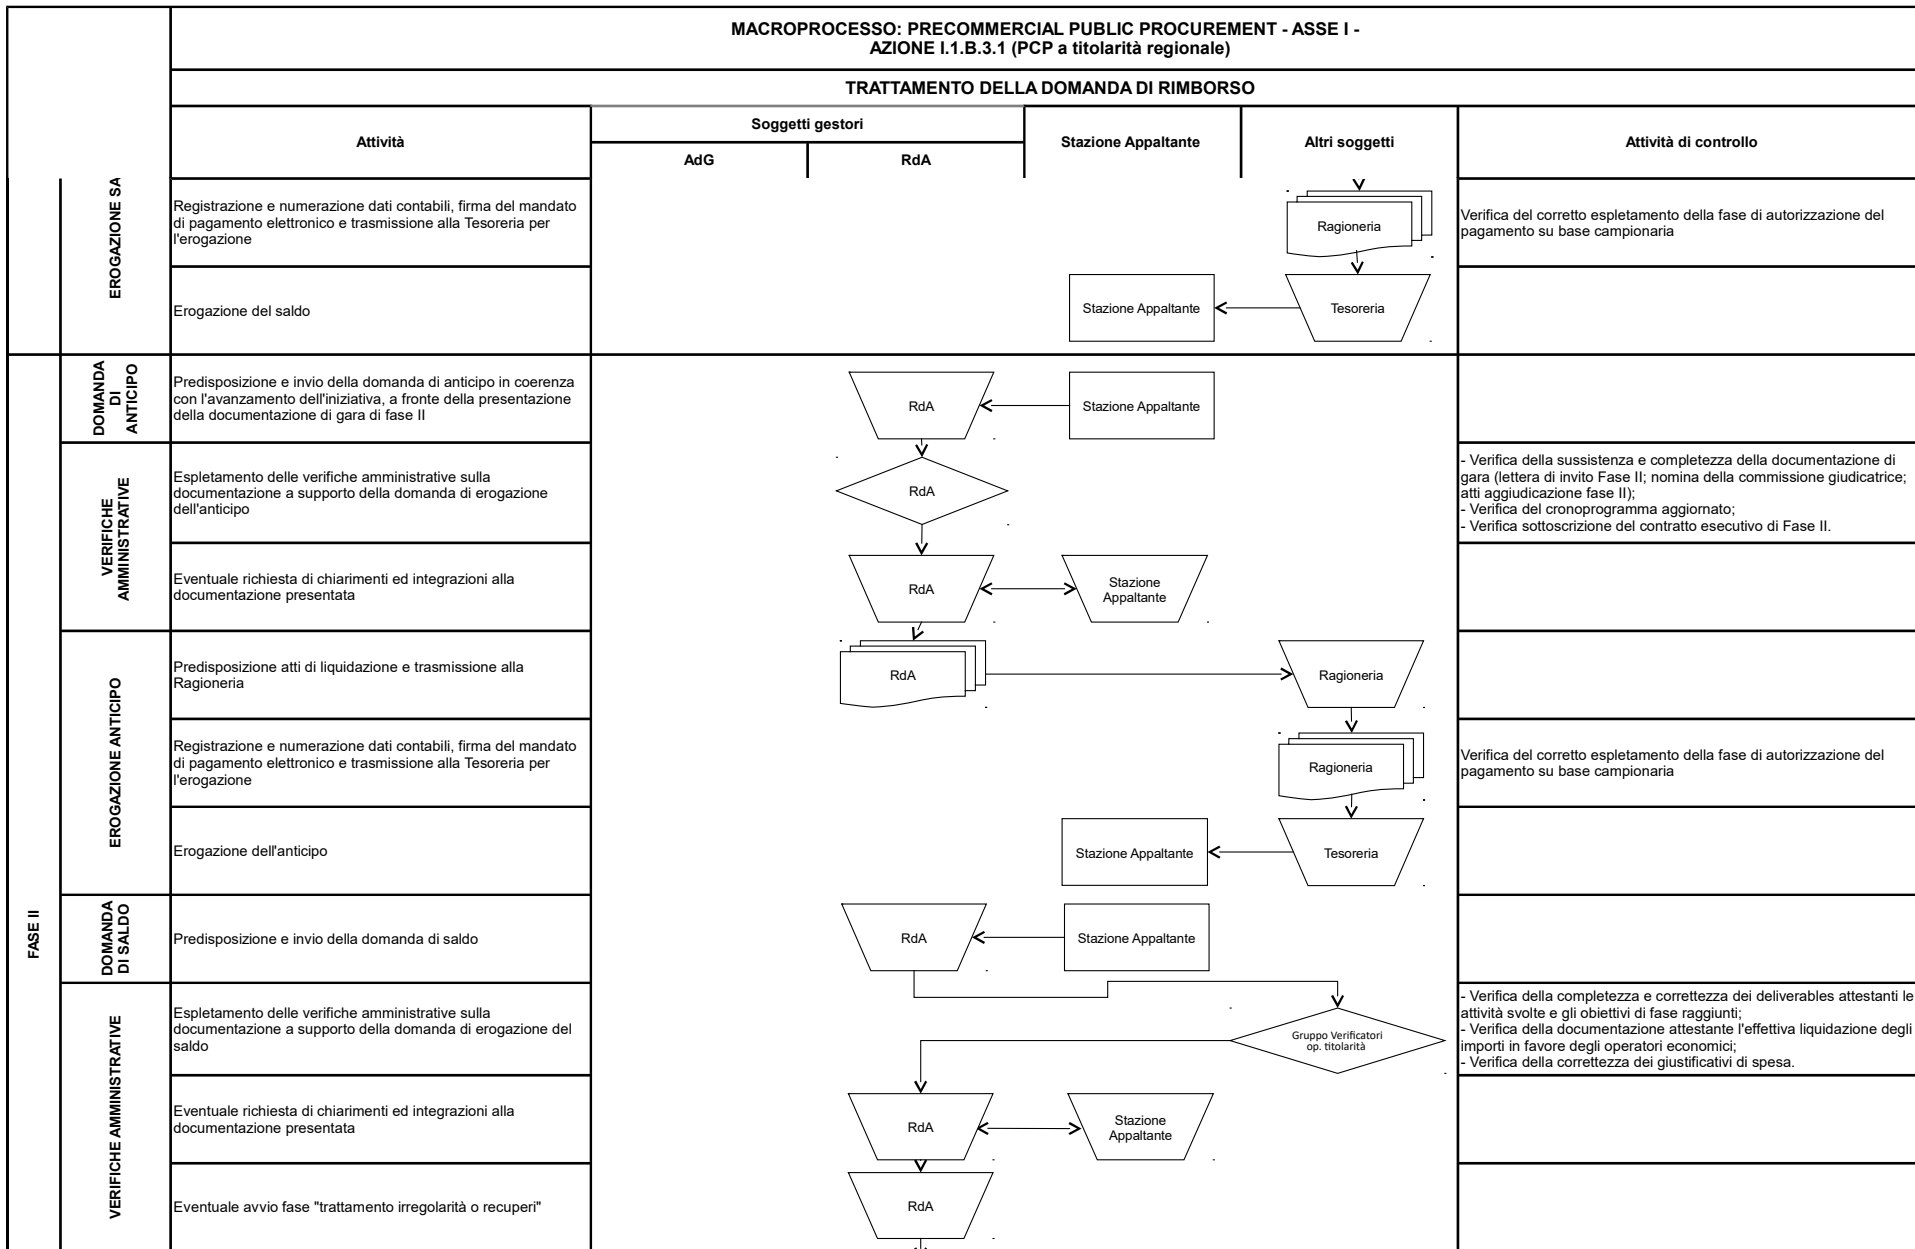 MACROPROCESSO: PRECOMMERCIAL PUBLIC PROCUREMENT - ASSE I -
AZIONE I.1.B.3.1 (PCP a titolarità regionale)
TRATTAMENTO DELLA DOMANDA DI RIMBORSO
Attività
Soggetti gestori
AdG
RdA
Stazione Appaltante
Altri soggetti
Attività di controllo
EROGAZIONE SA
Registrazione e numerazione dati contabili, firma del mandato
di pagamento elettronico e trasmissione alla Tesoreria per
l'erogazione
Ragioneria
Verifica del corretto espletamento della fase di autorizzazione del
pagamento su base campionaria
Erogazione del saldo
Stazione Appaltante
Tesoreria
FASE II
DOMANDA
DI
ANTICIPO
Predisposizione e invio della domanda di anticipo in coerenza
con l'avanzamento dell'iniziativa, a fronte della presentazione
della documentazione di gara di fase II
RdA
Stazione Appaltante
VERIFICHE
AMMINISTRATIVE
Espletamento delle verifiche amministrative sulla
documentazione a supporto della domanda di erogazione
dell'anticipo
RdA
- Verifica della sussistenza e completezza della documentazione di
gara (lettera di invito Fase II; nomina della commissione giudicatrice;
atti aggiudicazione fase II);
- Verifica del cronoprogramma aggiornato;
- Verifica sottoscrizione del contratto esecutivo di Fase II.
Eventuale richiesta di chiarimenti ed integrazioni alla
documentazione presentata
RdA
Stazione
Appaltante
EROGAZIONE ANTICIPO
Predisposizione atti di liquidazione e trasmissione alla
Ragioneria
RdA
Ragioneria
Registrazione e numerazione dati contabili, firma del mandato
di pagamento elettronico e trasmissione alla Tesoreria per
l'erogazione
Ragioneria
Verifica del corretto espletamento della fase di autorizzazione del
pagamento su base campionaria
Erogazione dell'anticipo
Stazione Appaltante
Tesoreria
DOMANDA
DI SALDO
Predisposizione e invio della domanda di saldo
RdA
Stazione Appaltante
VERIFICHE AMMINISTRATIVE
Espletamento delle verifiche amministrative sulla
documentazione a supporto della domanda di erogazione del
saldo
Gruppo Verificatori
op. titolarità
- Verifica della completezza e correttezza dei deliverables attestanti le
attività svolte e gli obiettivi di fase raggiunti;
- Verifica della documentazione attestante l'effettiva liquidazione degli
importi in favore degli operatori economici;
- Verifica della correttezza dei giustificativi di spesa.
Eventuale richiesta di chiarimenti ed integrazioni alla
documentazione presentata
RdA
Stazione
Appaltante
Eventuale avvio fase "trattamento irregolarità o recuperi"
RdA